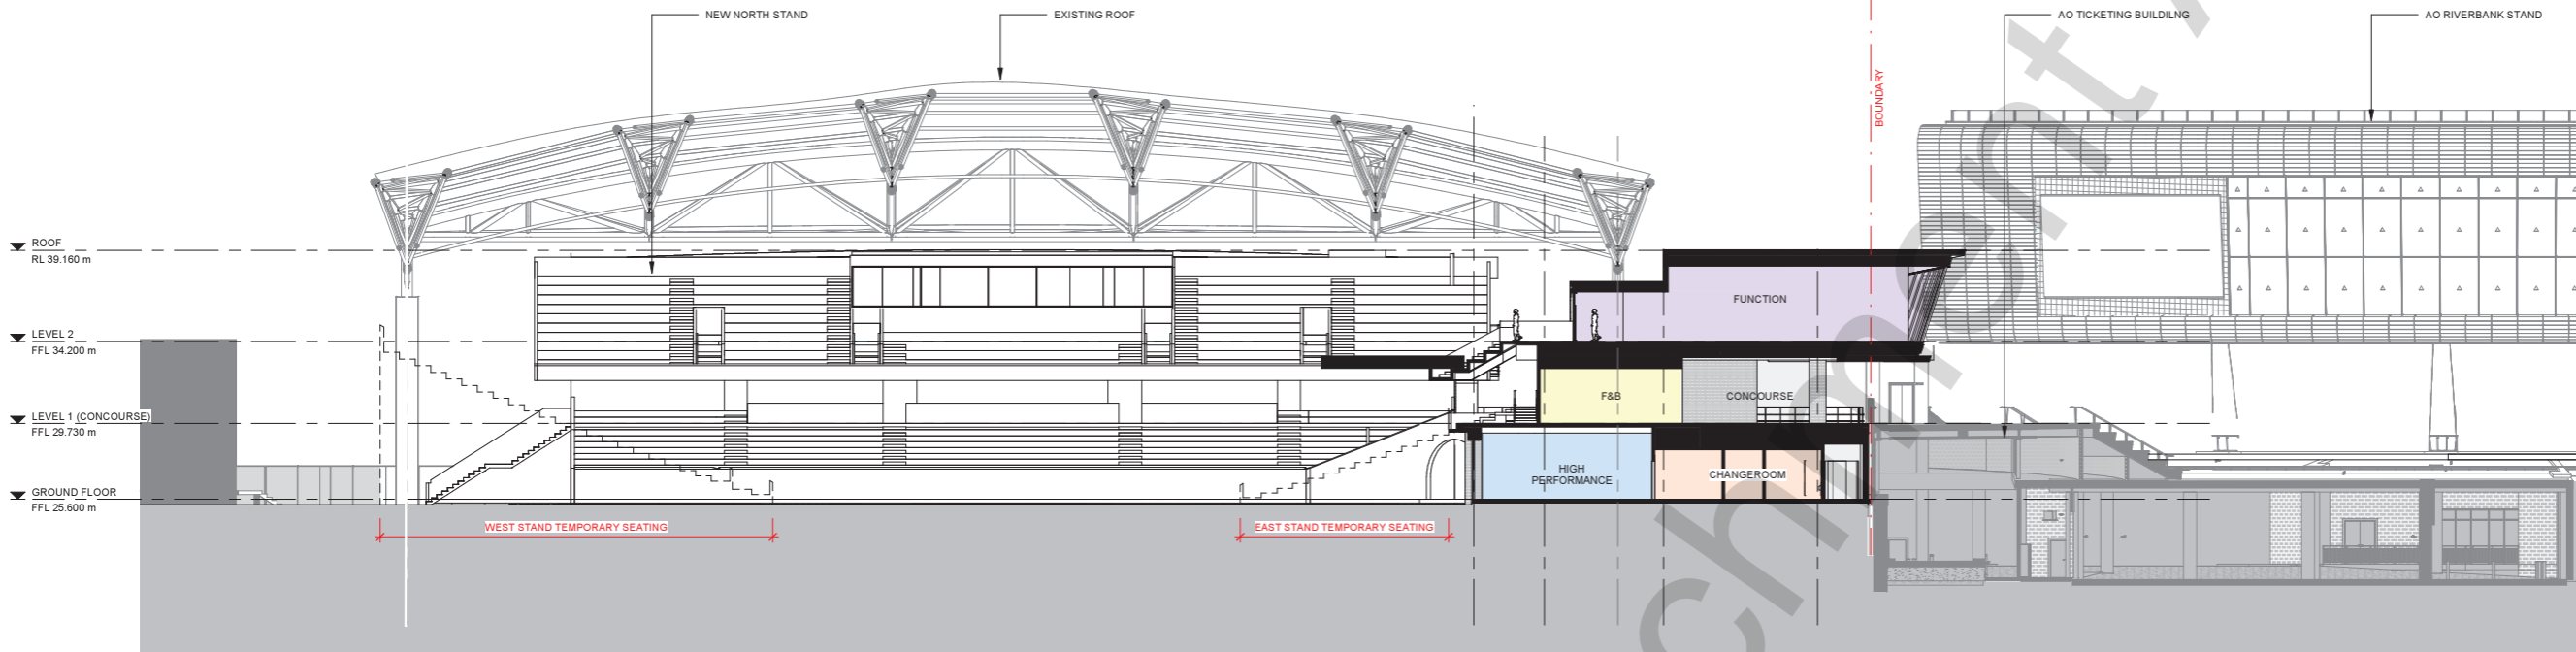 NEW NORTH STAND
EXISTING ROOF
AO TICKETING BUILDILNG
AO RIVERBANK STAND
BOUNDARY
ROOF
RL 39.160 m
FUNCTION
LEVEL 2
FFL 34.200 m
F&B
CONCOURSE
LEVEL 1 (CONCOURSE)
FFL 29.730 m
HIGH
PERFORMANCE
CHANGEROOM
GROUND FLOOR
FFL 25.600 m
WEST STAND TEMPORARY SEATING
EAST STAND TEMPORARY SEATING
chment